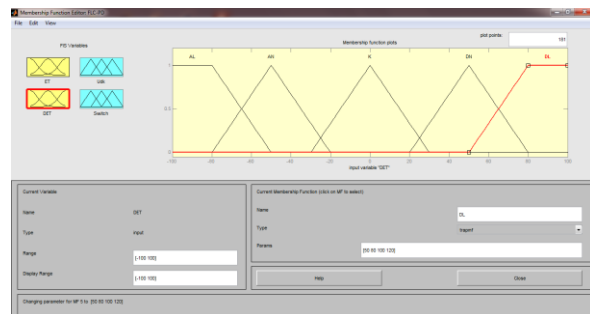 Membership Function Editor: FLC-PD
File Edit View
FIS Variables
ET
DET
Switch
Membership function plots
plot points:
101
AL
AN
K
DN
DL
1
0.5
0
-100 -80 -60 -40 -20 0 20 40 60 80 100
input variable "DET"
Current Variable
Name DET
Type input
Range [-100 100]
Display Range [-100 100]
Current Membership Function (click on MF to select)
Name DL
Type trapmf
Params [50 80 100 120]
Help
Close
Changing parameter for MF 5 to [50 80 100 120]